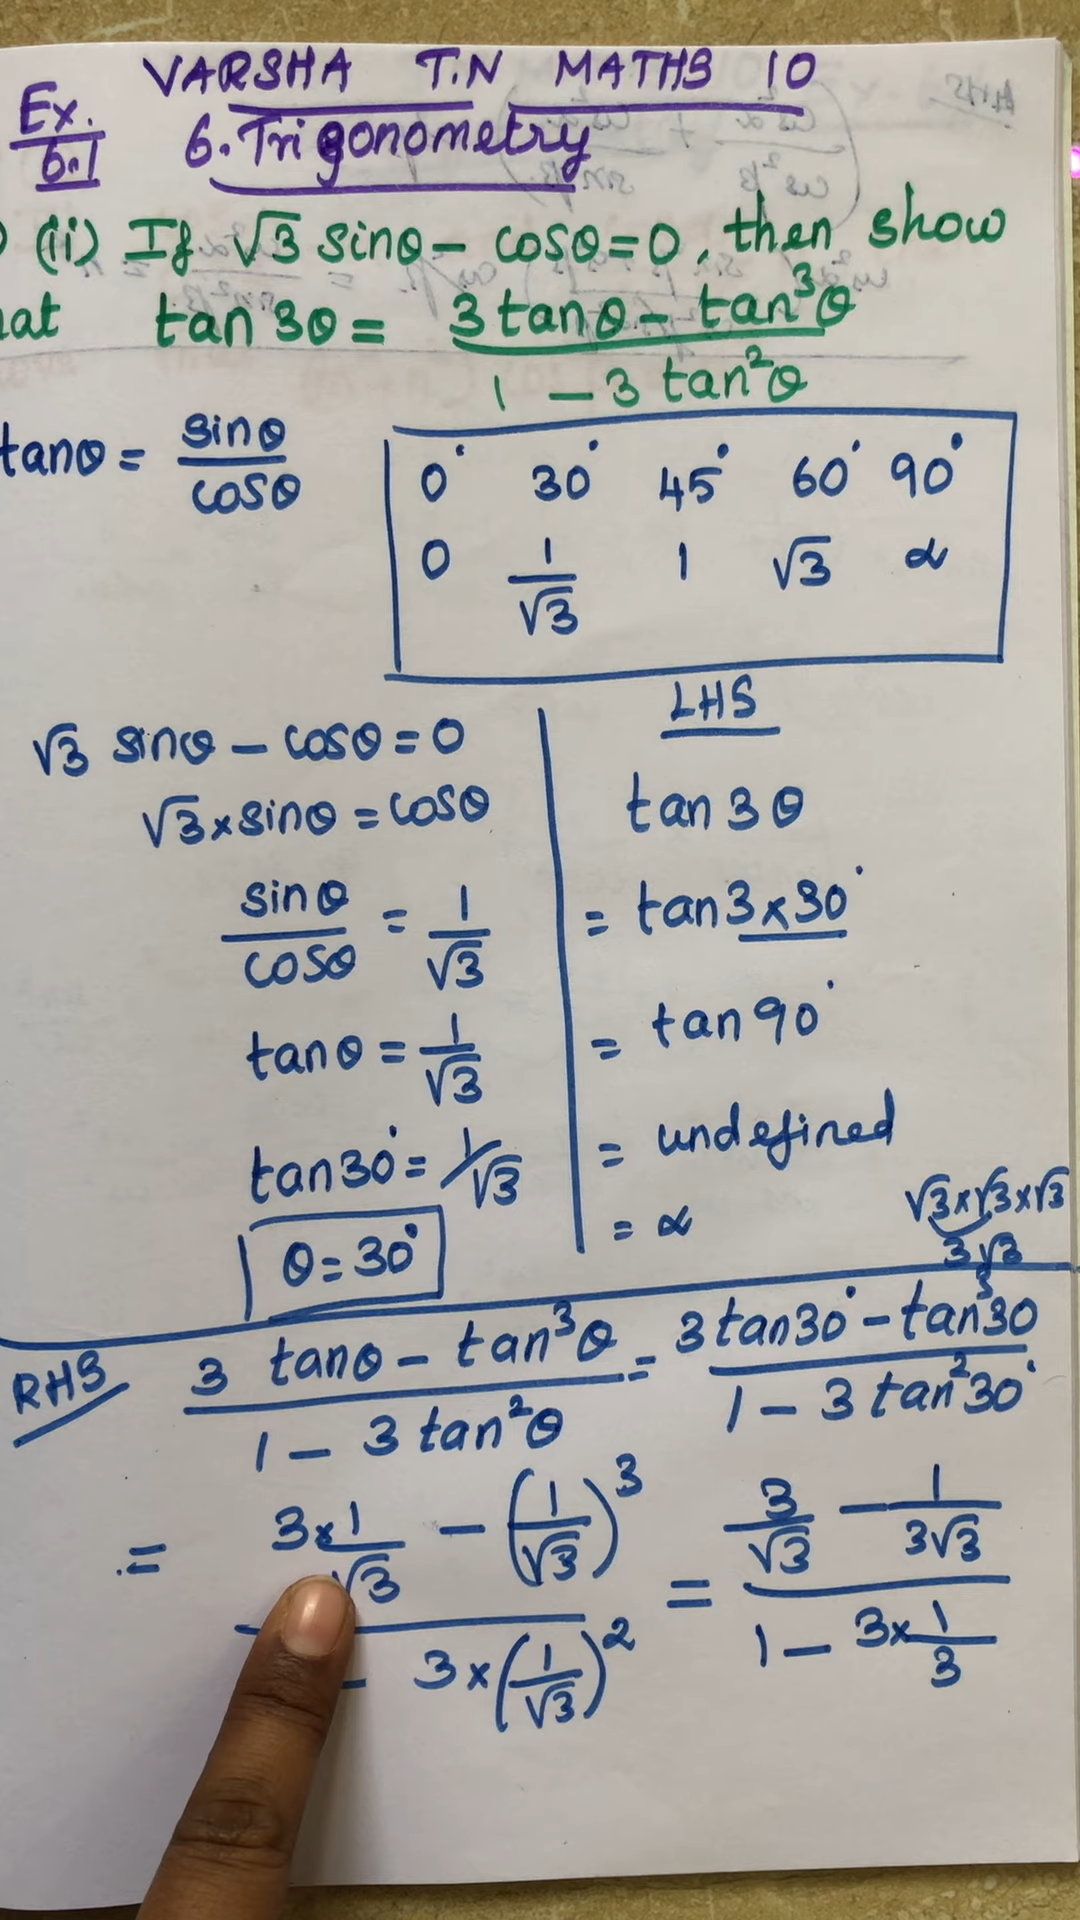 VARSHA T.N MATHS 10
Ex. 6.1
6. Trigonometry
(ii) If √3 sinθ - cosθ = 0, then show
tan 3θ = (3 tanθ - tan³θ) / (1 - 3 tan²θ)
tanθ = sinθ / cosθ
0° 30° 45° 60° 90°
0 1/√3 1 √3 α
√3 sinθ - cosθ = 0
√3 × sinθ = cosθ
sinθ / cosθ = 1/√3
tanθ = 1/√3
tan30° = 1/√3
θ = 30°
LHS
tan 3θ
= tan 3 × 30°
= tan 90°
= undefined
= α
√3 × √3 × √3
3√3
RHS (3 tanθ - tan³θ) / (1 - 3 tan²θ) = (3 tan30° - tan³30) / (1 - 3 tan²30°)
= (3 × 1/√3 - (1/√3)³) / (- 3 × (1/√3)²) = (3/√3 - 1/3√3) / (1 - 3 × 1/3)